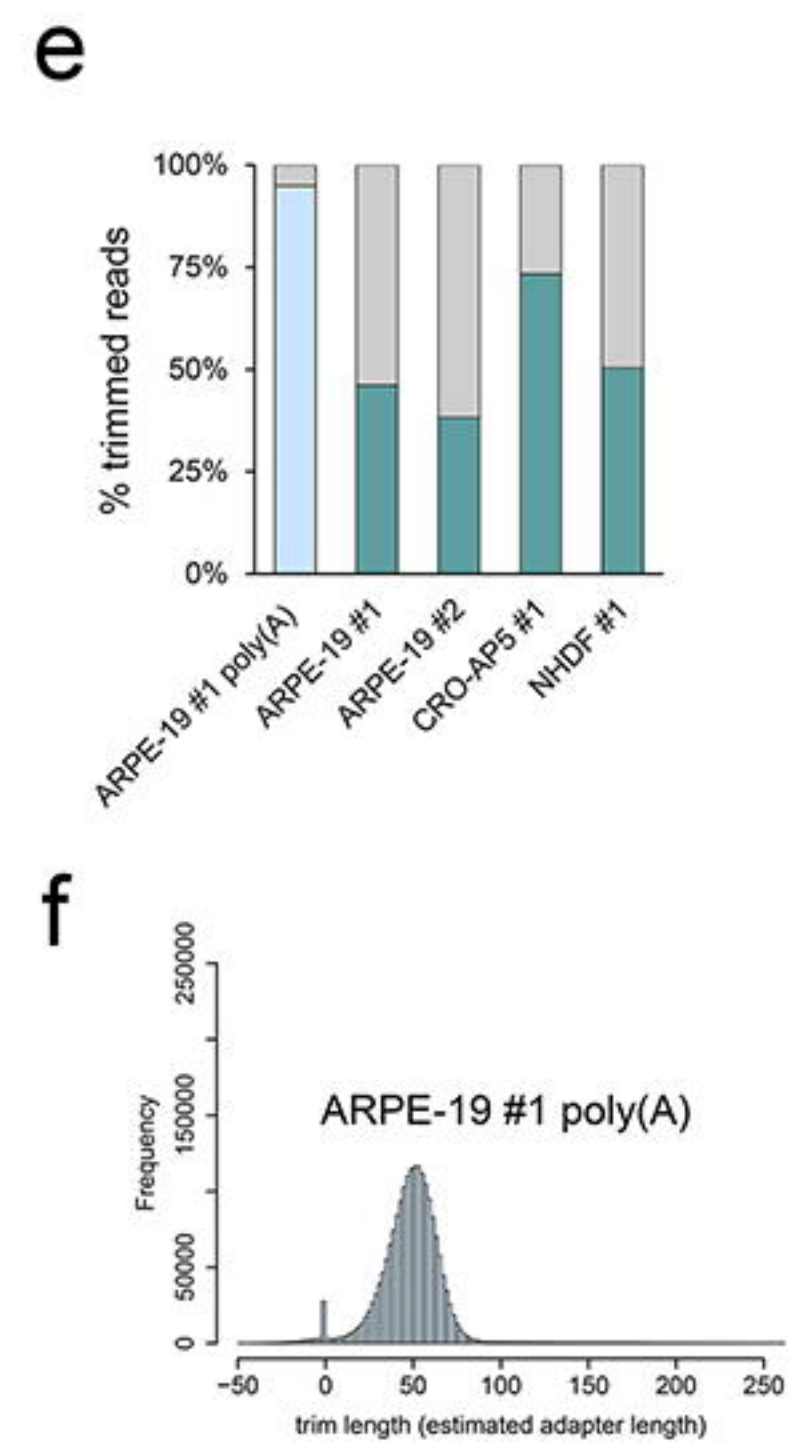 e
100%
75%
50%
25%
0%
% trimmed reads
ARPE-19 #1 poly(A)
ARPE-19 #1
ARPE-19 #2
CRO-AP5 #1
NHDF #1
f
250000
150000
50000
0
Frequency
ARPE-19 #1 poly(A)
−50 0 50 100 150 200 250
trim length (estimated adapter length)